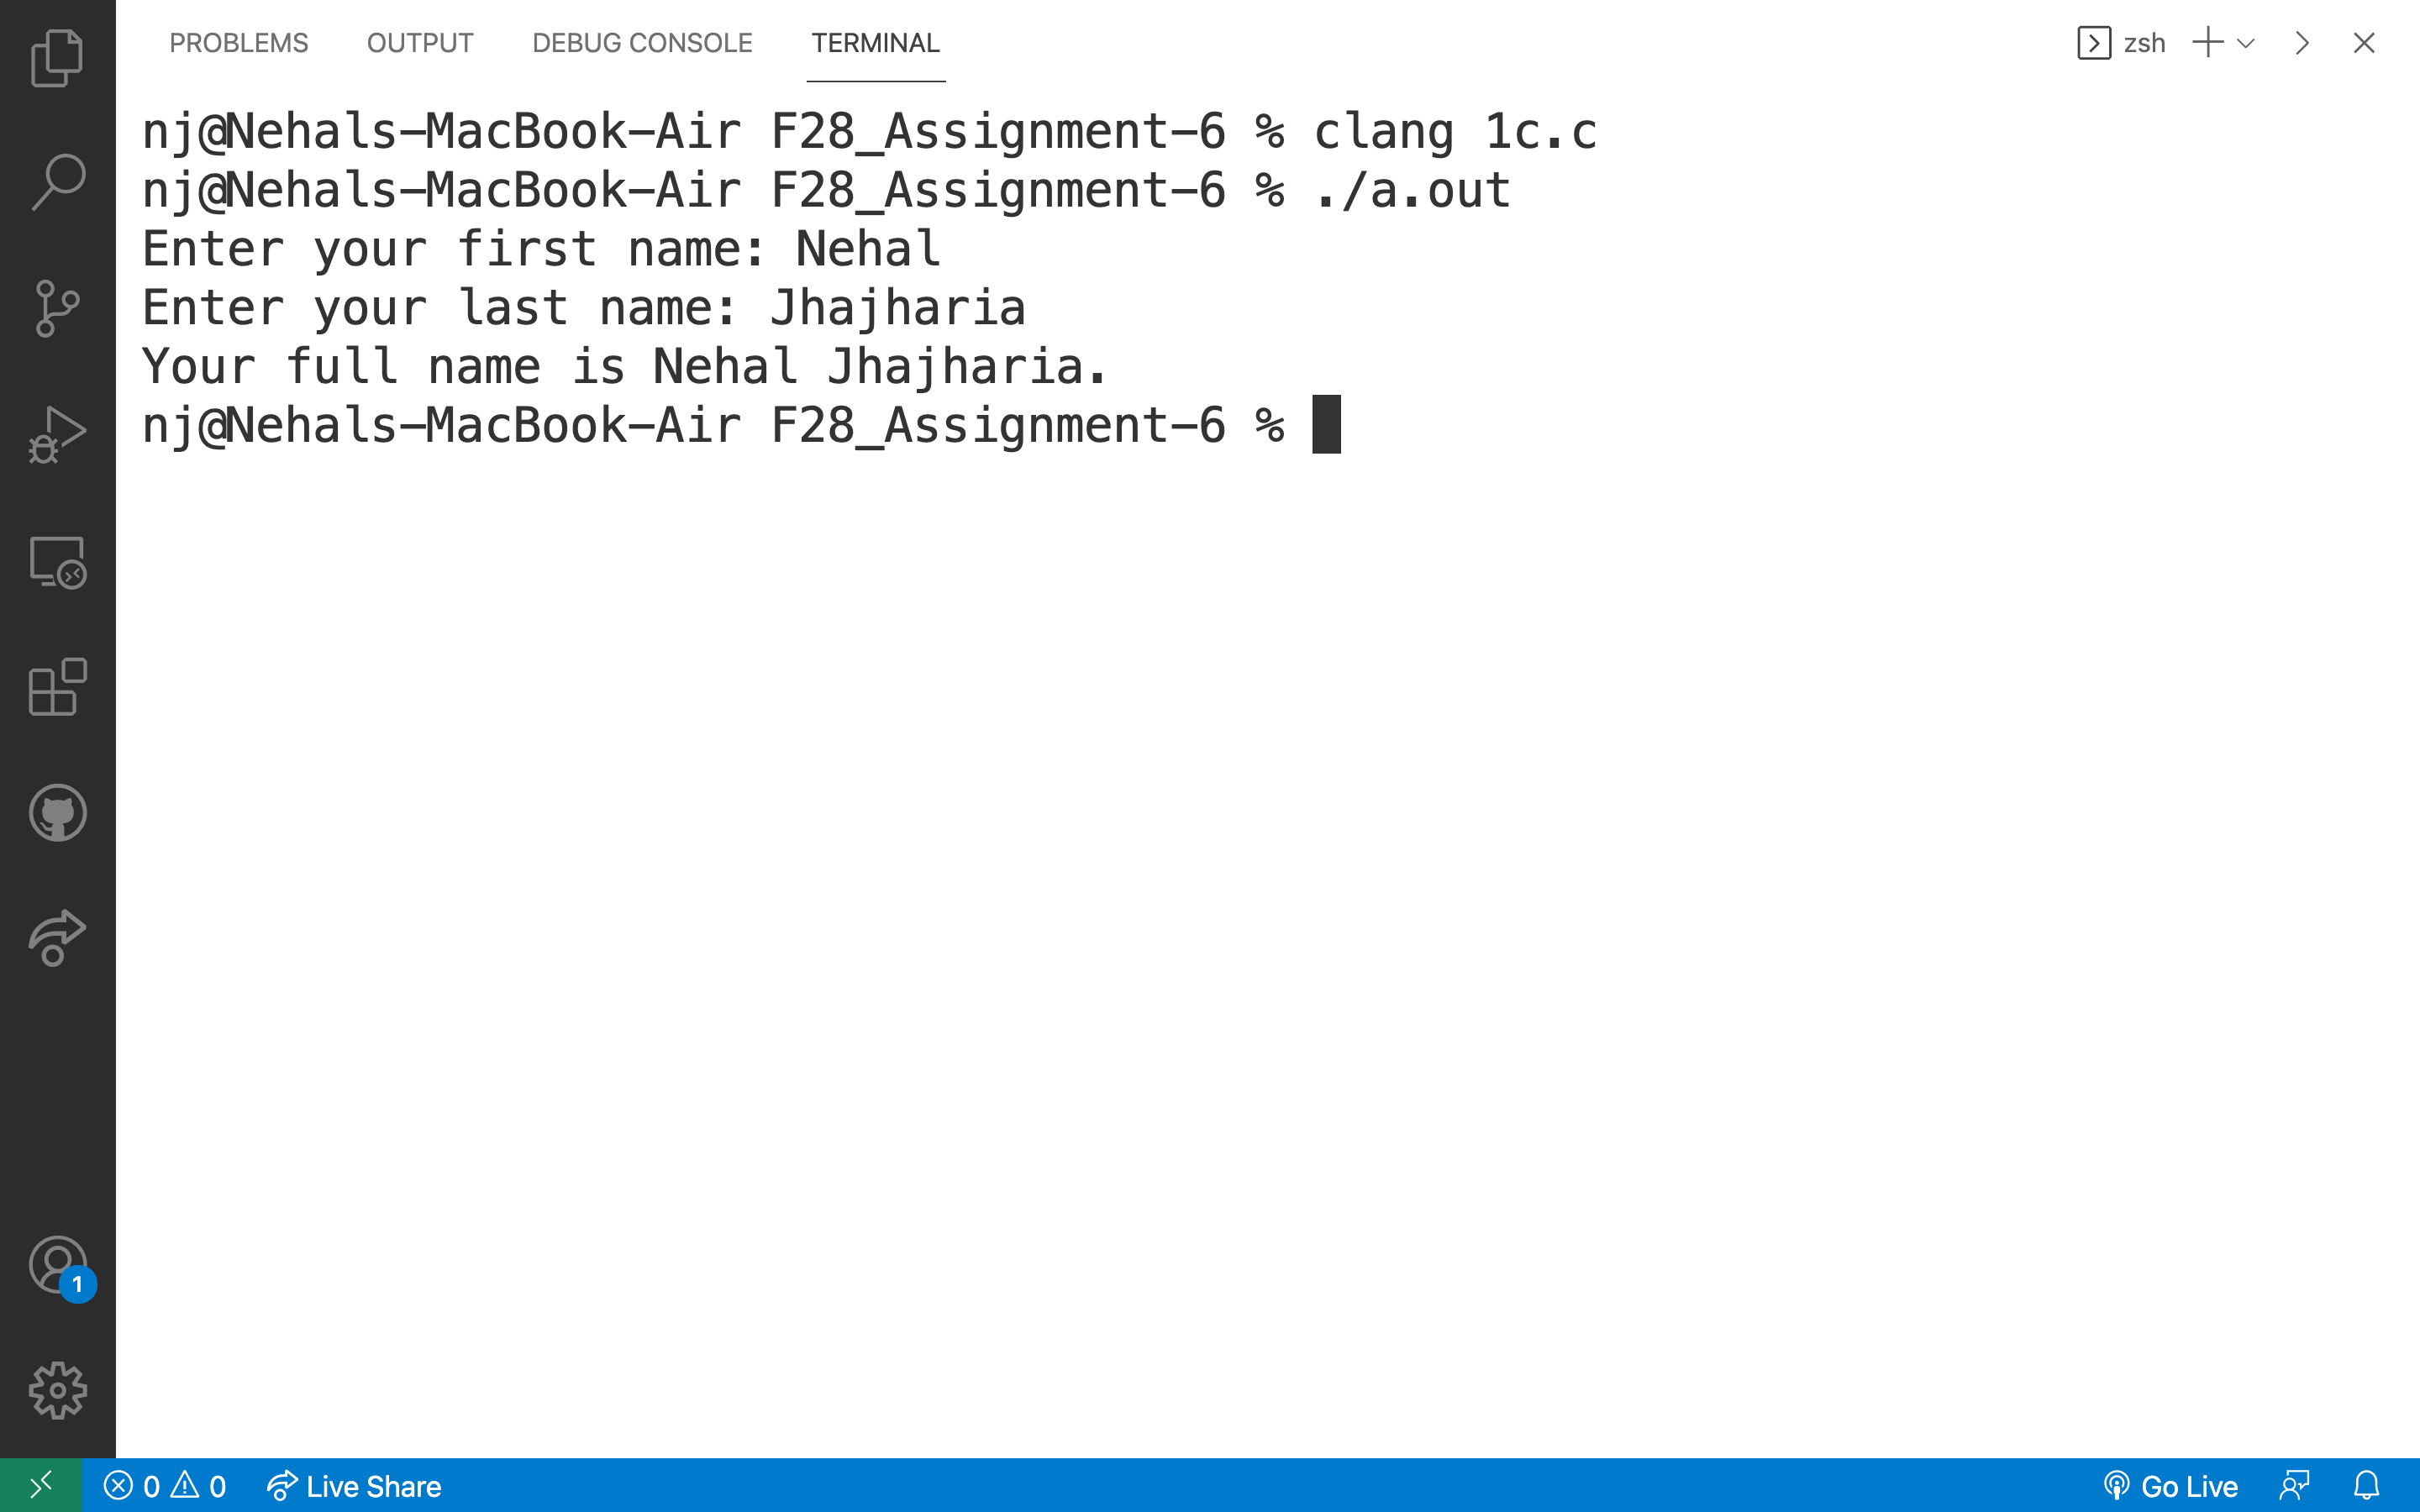 PROBLEMS OUTPUT DEBUG CONSOLE TERMINAL zsh
nj@Nehals-MacBook-Air F28_Assignment-6 % clang 1c.c
nj@Nehals-MacBook-Air F28_Assignment-6 % ./a.out
Enter your first name: Nehal
Enter your last name: Jhajharia
Your full name is Nehal Jhajharia.
nj@Nehals-MacBook-Air F28_Assignment-6 %
1
0 0 Live Share Go Live